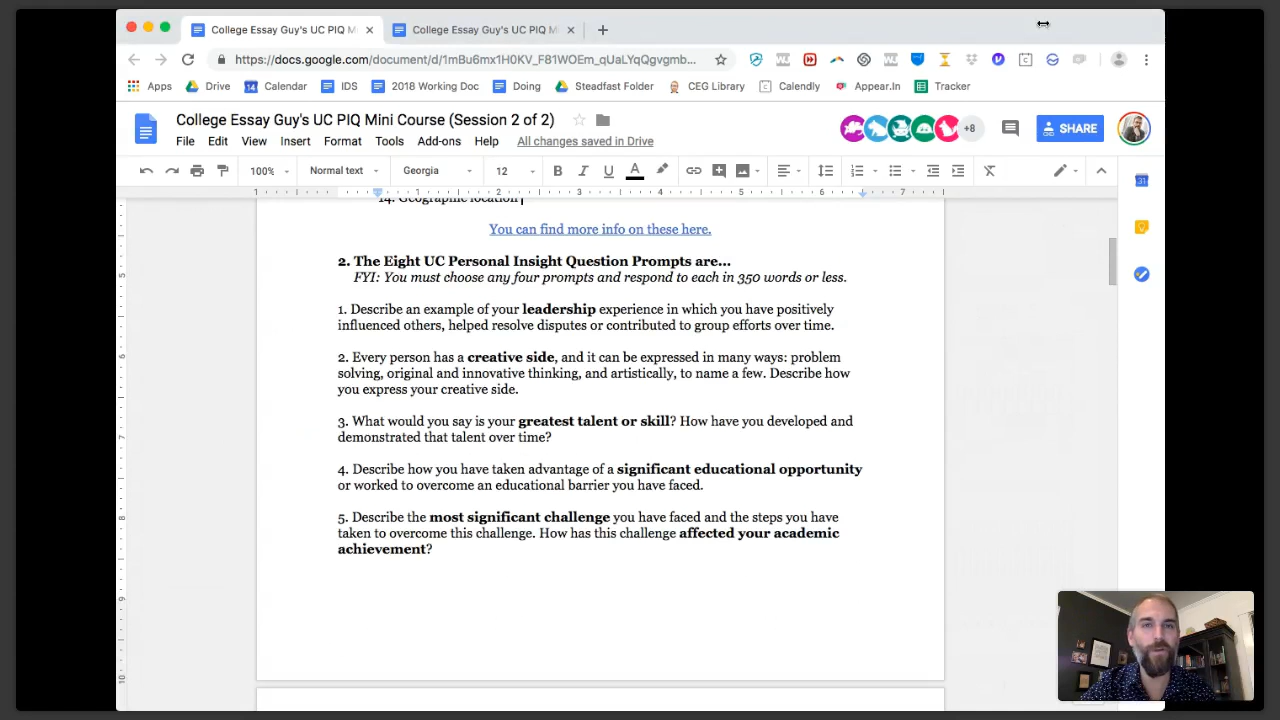 College Essay Guy's UC PIQ M
College Essay Guy's UC PIQ M
https://docs.google.com/document/d/1mBu6mx1H0KV_F81WOEm_uALYqQgvgmb...
Apps Drive Calendar IDS 2018 Working Doc Doing Steadfast Folder CEG Library Calendly Appear.In Tracker
College Essay Guy's UC PIQ Mini Course (Session 2 of 2)
+8
SHARE
File Edit View Insert Format Tools Add-ons Help All changes saved in Drive
100% Normal text Georgia 12 B I U A
1 1 2 3 4 5 6 7
14. Geographic location
You can find more info on these here.
2. The Eight UC Personal Insight Question Prompts are...
FYI: You must choose any four prompts and respond to each in 350 words or less.
1. Describe an example of your leadership experience in which you have positively
influenced others, helped resolve disputes or contributed to group efforts over time.
2. Every person has a creative side, and it can be expressed in many ways: problem
solving, original and innovative thinking, and artistically, to name a few. Describe how
you express your creative side.
3. What would you say is your greatest talent or skill? How have you developed and
demonstrated that talent over time?
4. Describe how you have taken advantage of a significant educational opportunity
or worked to overcome an educational barrier you have faced.
5. Describe the most significant challenge you have faced and the steps you have
taken to overcome this challenge. How has this challenge affected your academic
achievement?